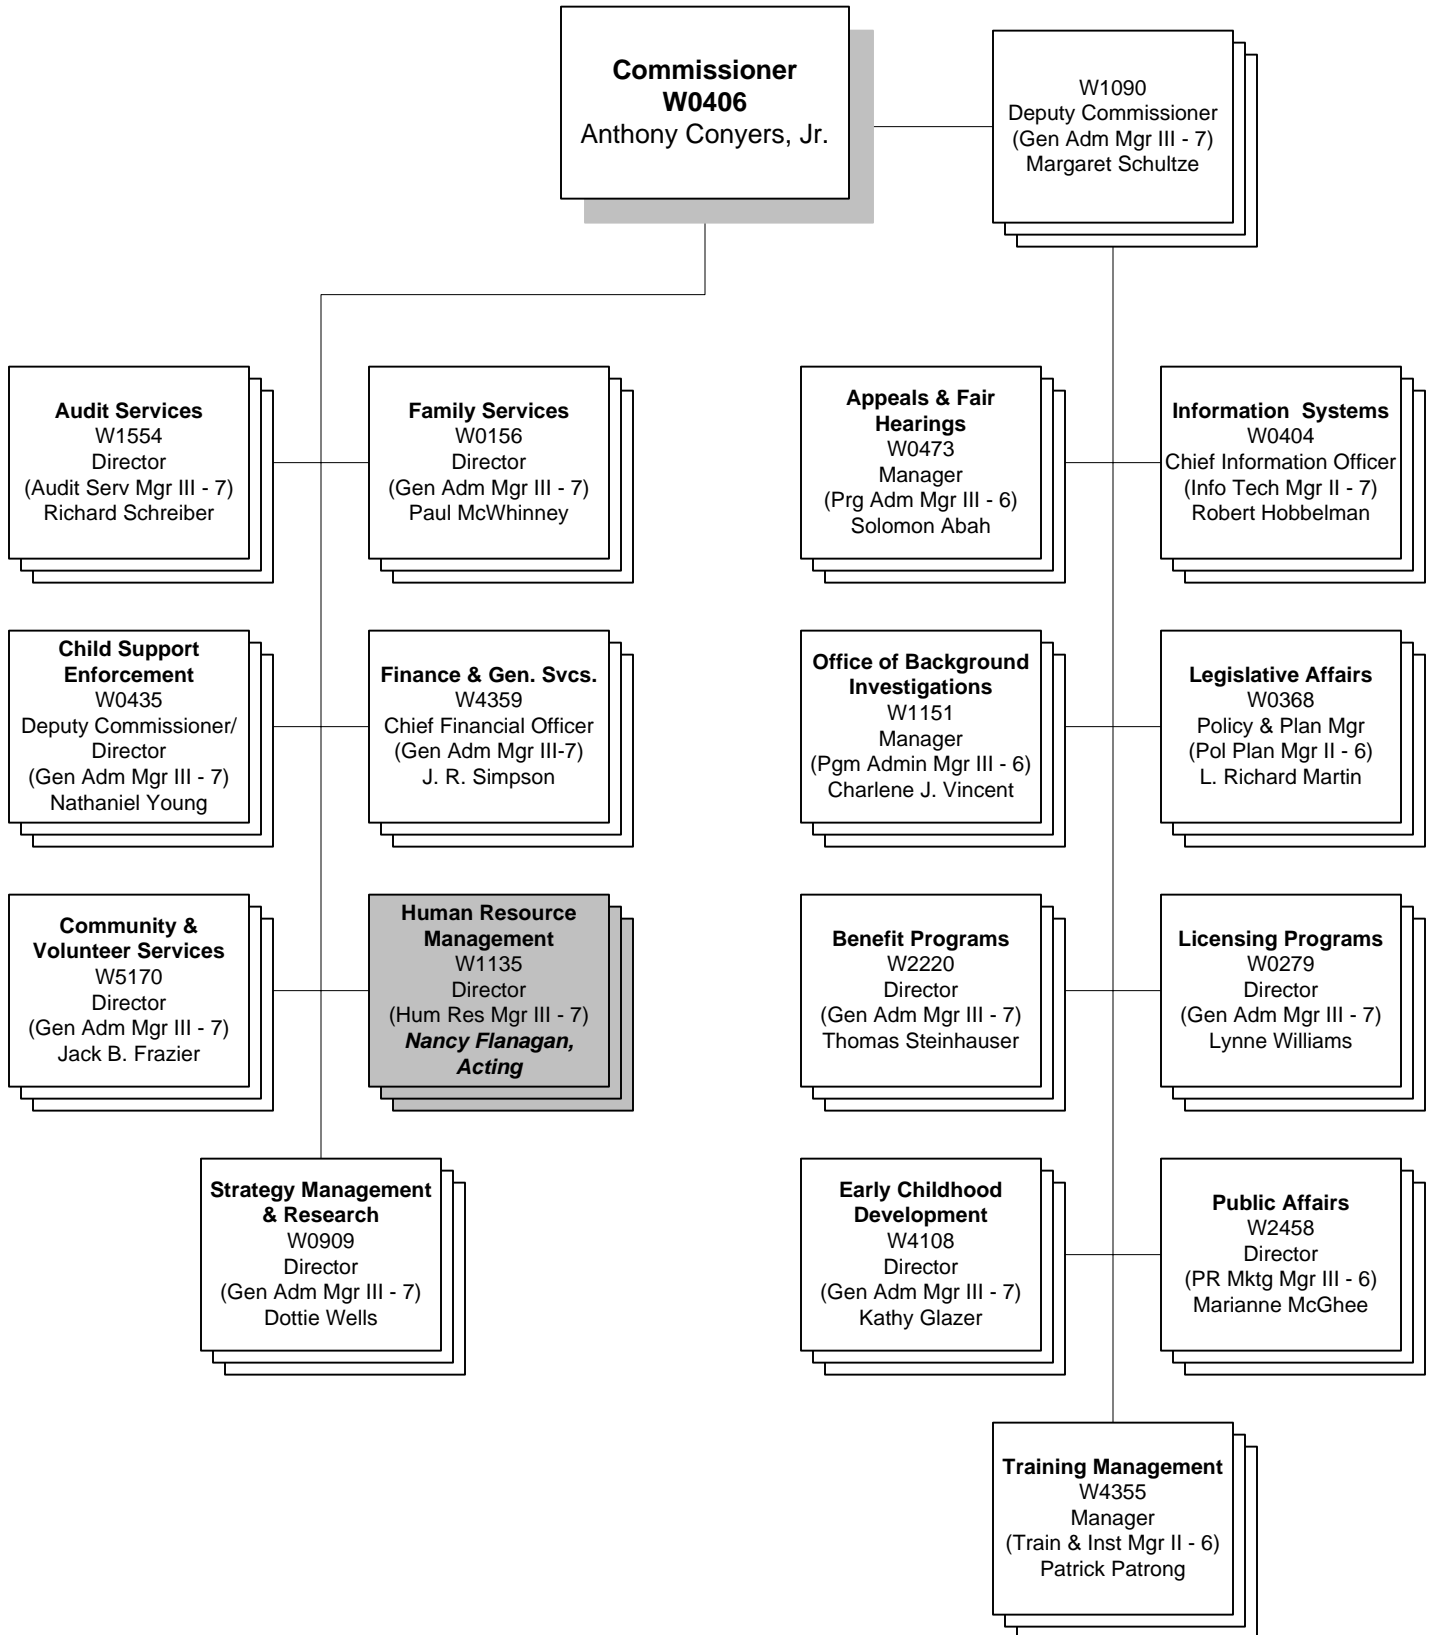 Commissioner
W0406
Anthony Conyers, Jr.
W1090
Deputy Commissioner
(Gen Adm Mgr III - 7)
Margaret Schultze
Audit Services
W1554
Director
(Audit Serv Mgr III - 7)
Richard Schreiber
Family Services
W0156
Director
(Gen Adm Mgr III - 7)
Paul McWhinney
Appeals & Fair
Hearings
W0473
Manager
(Prg Adm Mgr III - 6)
Solomon Abah
Information  Systems
W0404
Chief Information Officer
(Info Tech Mgr II - 7)
Robert Hobbelman
Child Support
Enforcement
W0435
Deputy Commissioner/
Director
(Gen Adm Mgr III - 7)
Nathaniel Young
Finance & Gen. Svcs.
W4359
Chief Financial Officer
(Gen Adm Mgr III-7)
J. R. Simpson
Office of Background
Investigations
W1151
Manager
(Pgm Admin Mgr III - 6)
Charlene J. Vincent
Legislative Affairs
W0368
Policy & Plan Mgr
(Pol Plan Mgr II - 6)
L. Richard Martin
Community &
Volunteer Services
W5170
Director
(Gen Adm Mgr III - 7)
Jack B. Frazier
Human Resource
Management
W1135
Director
(Hum Res Mgr III - 7)
Nancy Flanagan,
Acting
Benefit Programs
W2220
Director
(Gen Adm Mgr III - 7)
Thomas Steinhauser
Licensing Programs
W0279
Director
(Gen Adm Mgr III - 7)
Lynne Williams
Strategy Management
& Research
W0909
Director
(Gen Adm Mgr III - 7)
Dottie Wells
Early Childhood
Development
W4108
Director
(Gen Adm Mgr III - 7)
Kathy Glazer
Public Affairs
W2458
Director
(PR Mktg Mgr III - 6)
Marianne McGhee
Training Management
W4355
Manager
(Train & Inst Mgr II - 6)
Patrick Patrong